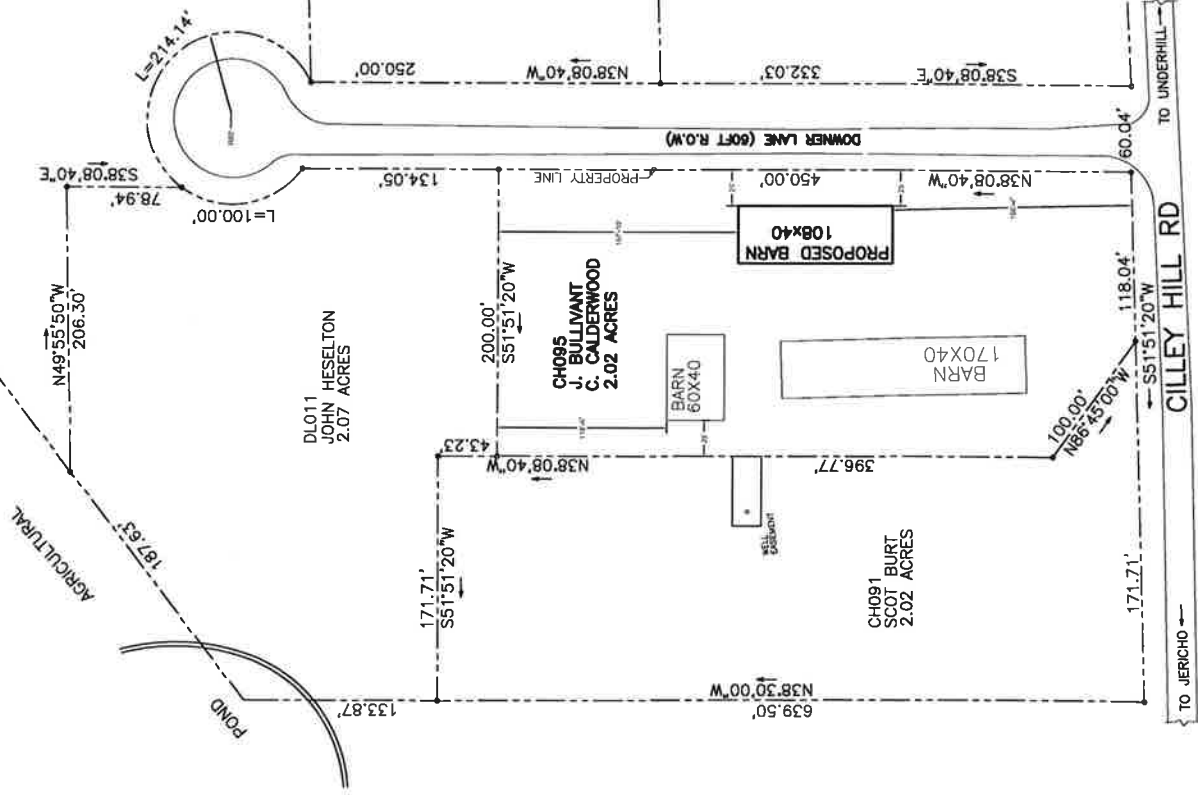 L=214.14'
N49°55'50"W
206.30'
S38°08'40"E
78.94'
L=100.00'
250.00'
N38°08'40"W
332.03'
S38°08'40"E
DOWNER LANE (60FT R.O.W)
134.05'
PROPERTY LINE
450.00'
N38°08'40"W
60.04'
TO UNDERHILL
AGRICULTURAL
187.63'
DL011
JOHN HESELTON
2.07 ACRES
200.00'
S51°51'20"W
CH095
J. BULLIVANT
C. CALDERWOOD
2.02 ACRES
PROPOSED BARN
108x40
25'
25'
BARN
60X40
25'
BARN
170X40
118.04'
S51°51'20"W
100.00'
N86°45'00"W
43.23'
N38°08'40"W
396.77'
171.71'
S51°51'20"W
WELL
EASEMENT
CH091
SCOT BURT
2.02 ACRES
171.71'
POND
133.87'
N38°30'00"W
639.50'
CILLEY HILL RD
TO JERICHO